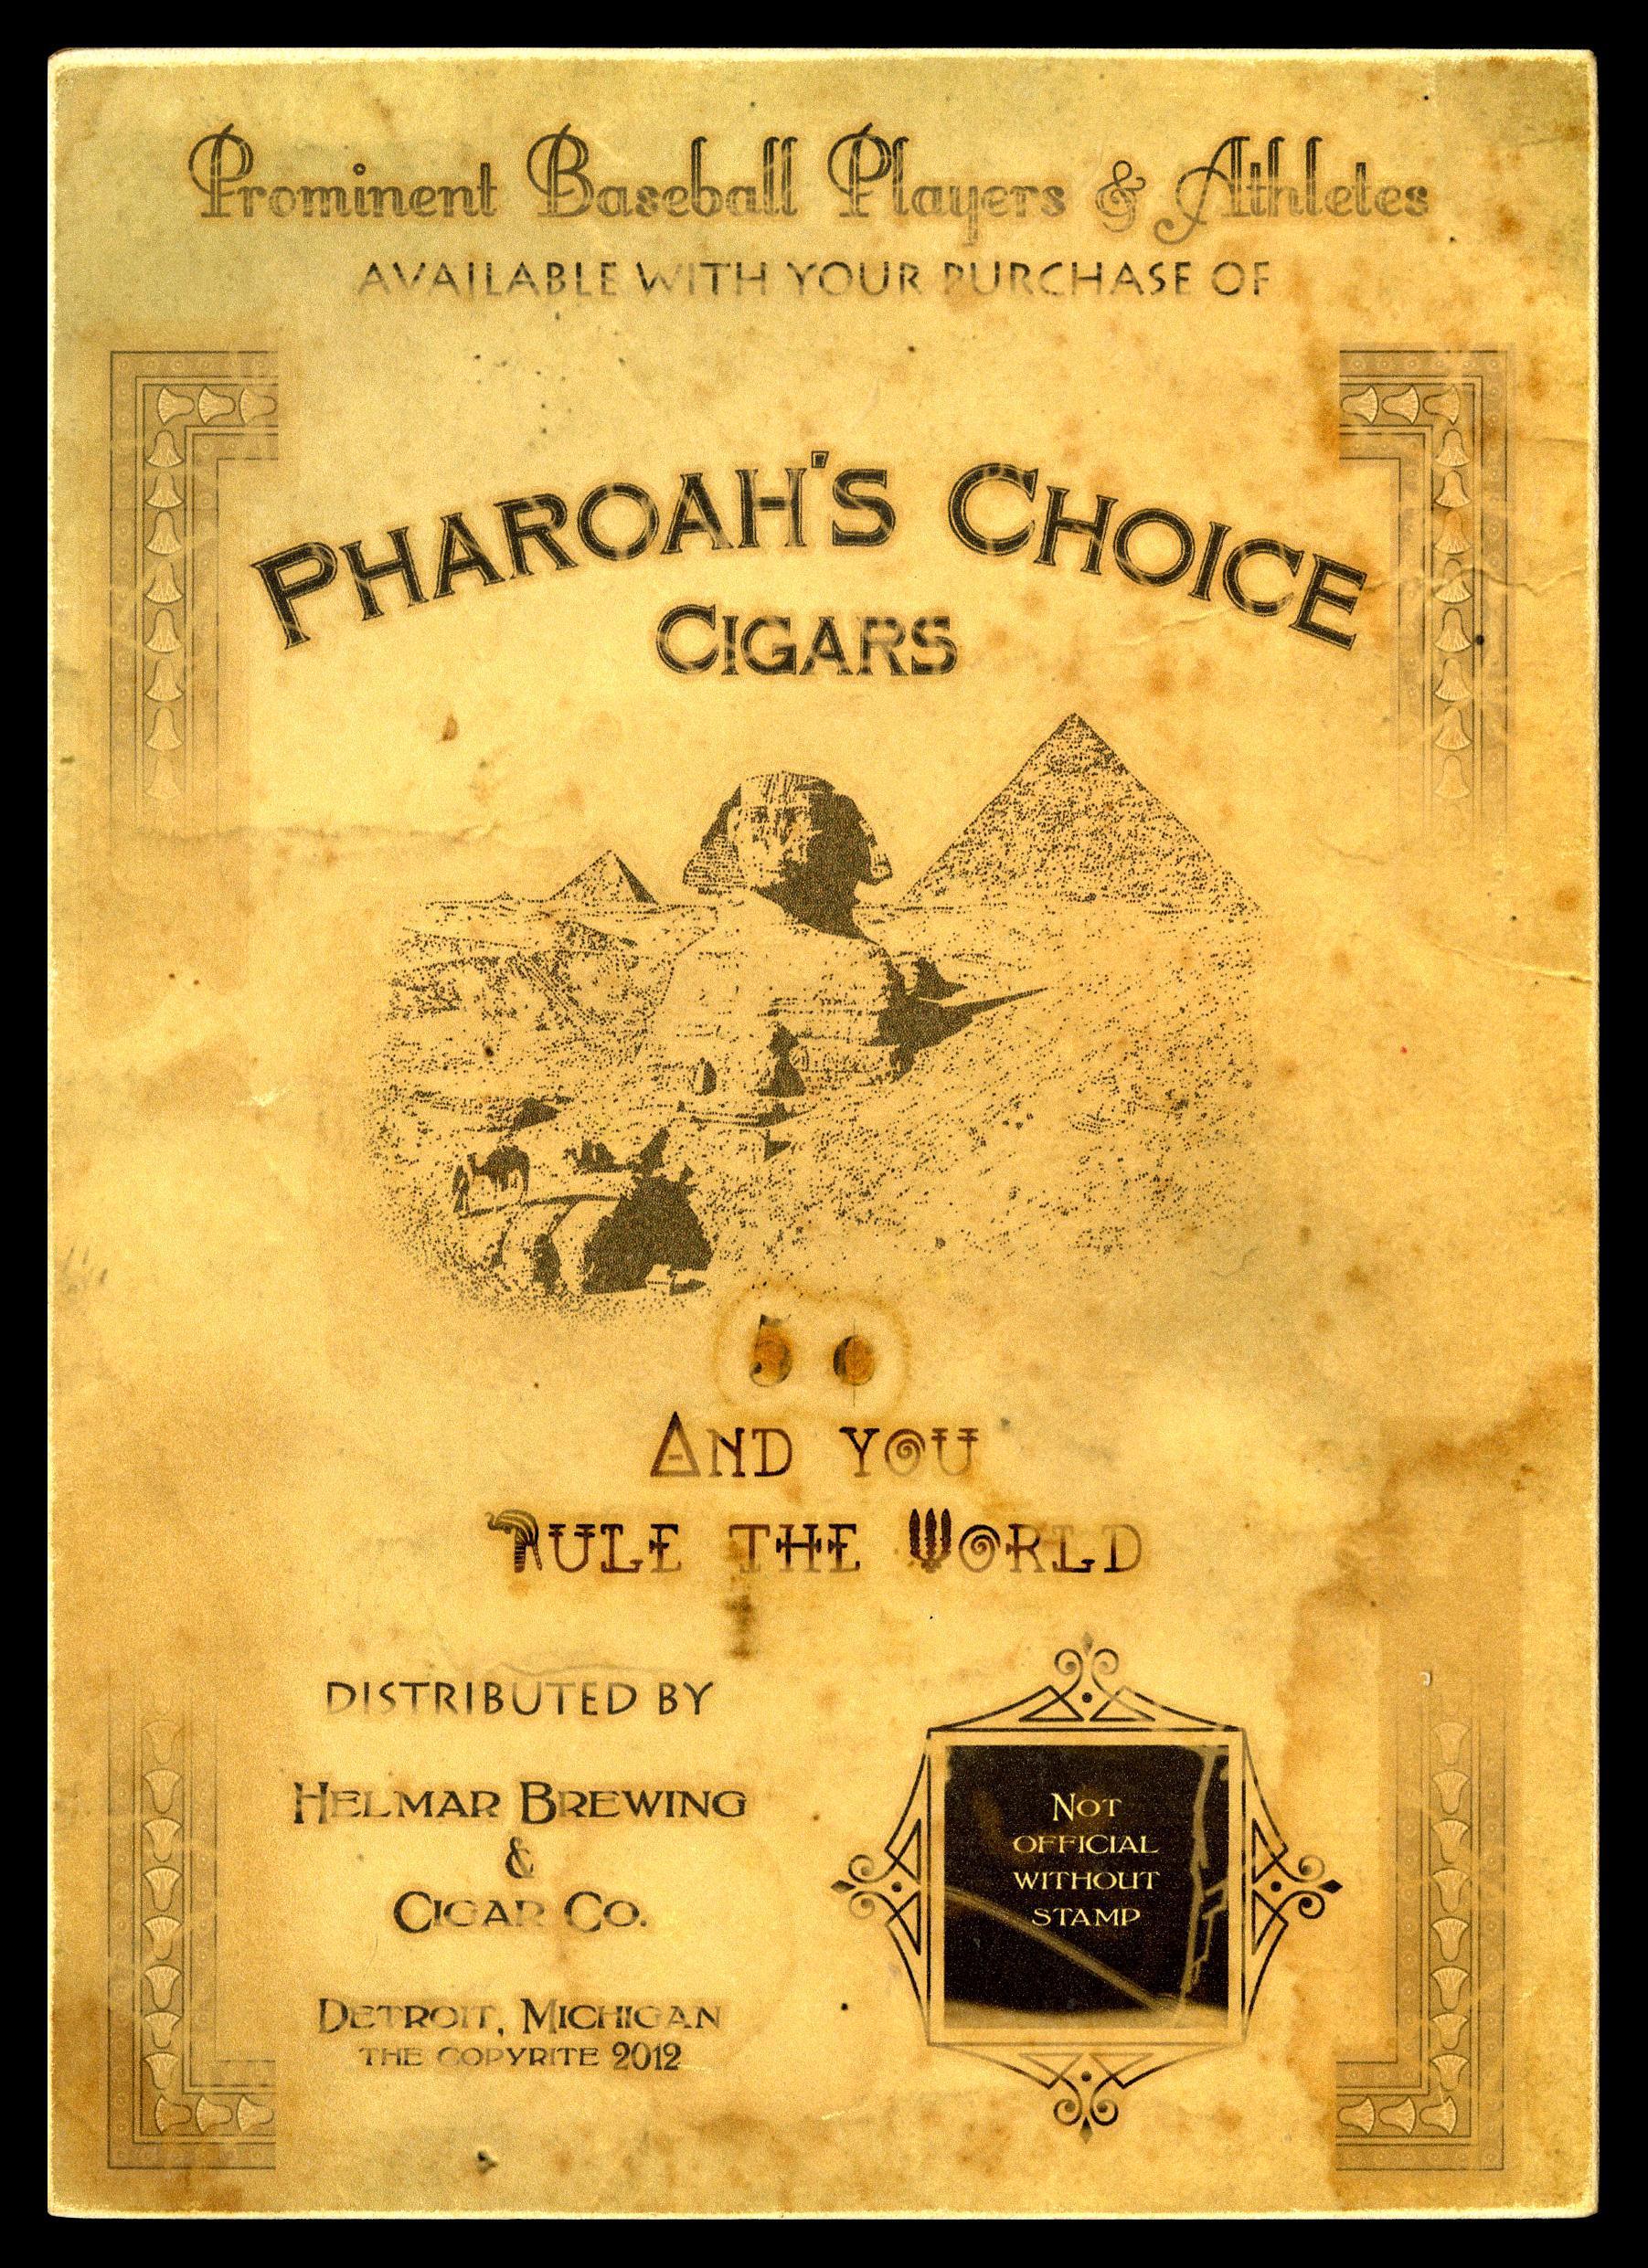 Prominent Baseball Players & Athletes
AVAILABLE WITH YOUR PURCHASE OF
PHAROAH'S CHOICE
CIGARS
5 ¢
AND YOU
RULE THE WORLD
DISTRIBUTED BY
HELMAR BREWING
&
CIGAR CO.
DETROIT, MICHIGAN
THE COPYRITE 2012
NOT
OFFICIAL
WITHOUT
STAMP